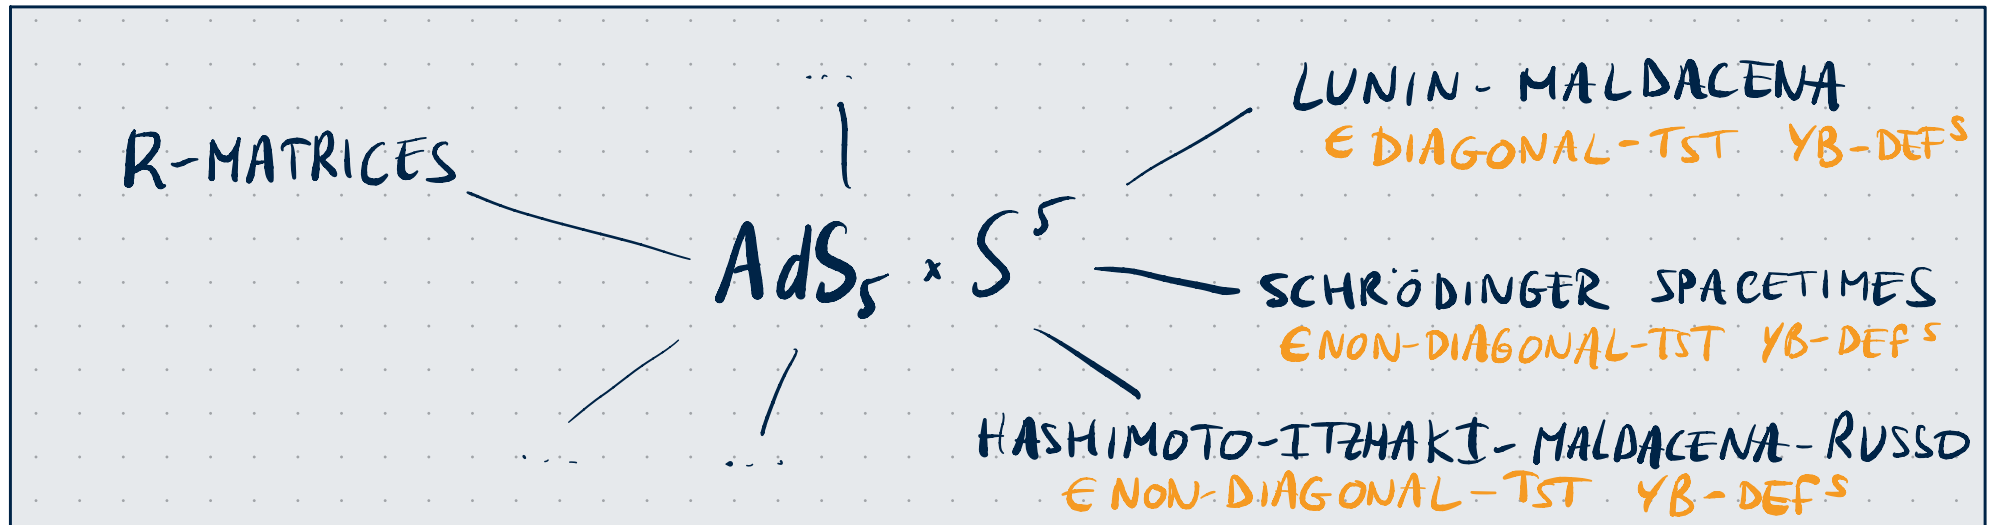 ...
LUNIN - MALDACENA
∈ DIAGONAL-TST YB-DEFS
R-MATRICES
AdS5 × S5
SCHRÖDINGER SPACETIMES
∈ NON-DIAGONAL-TST YB-DEFS
HASHIMOTO-ITZHAKI-MALDACENA-RUSSO
... ...
∈ NON-DIAGONAL-TST YB-DEFS